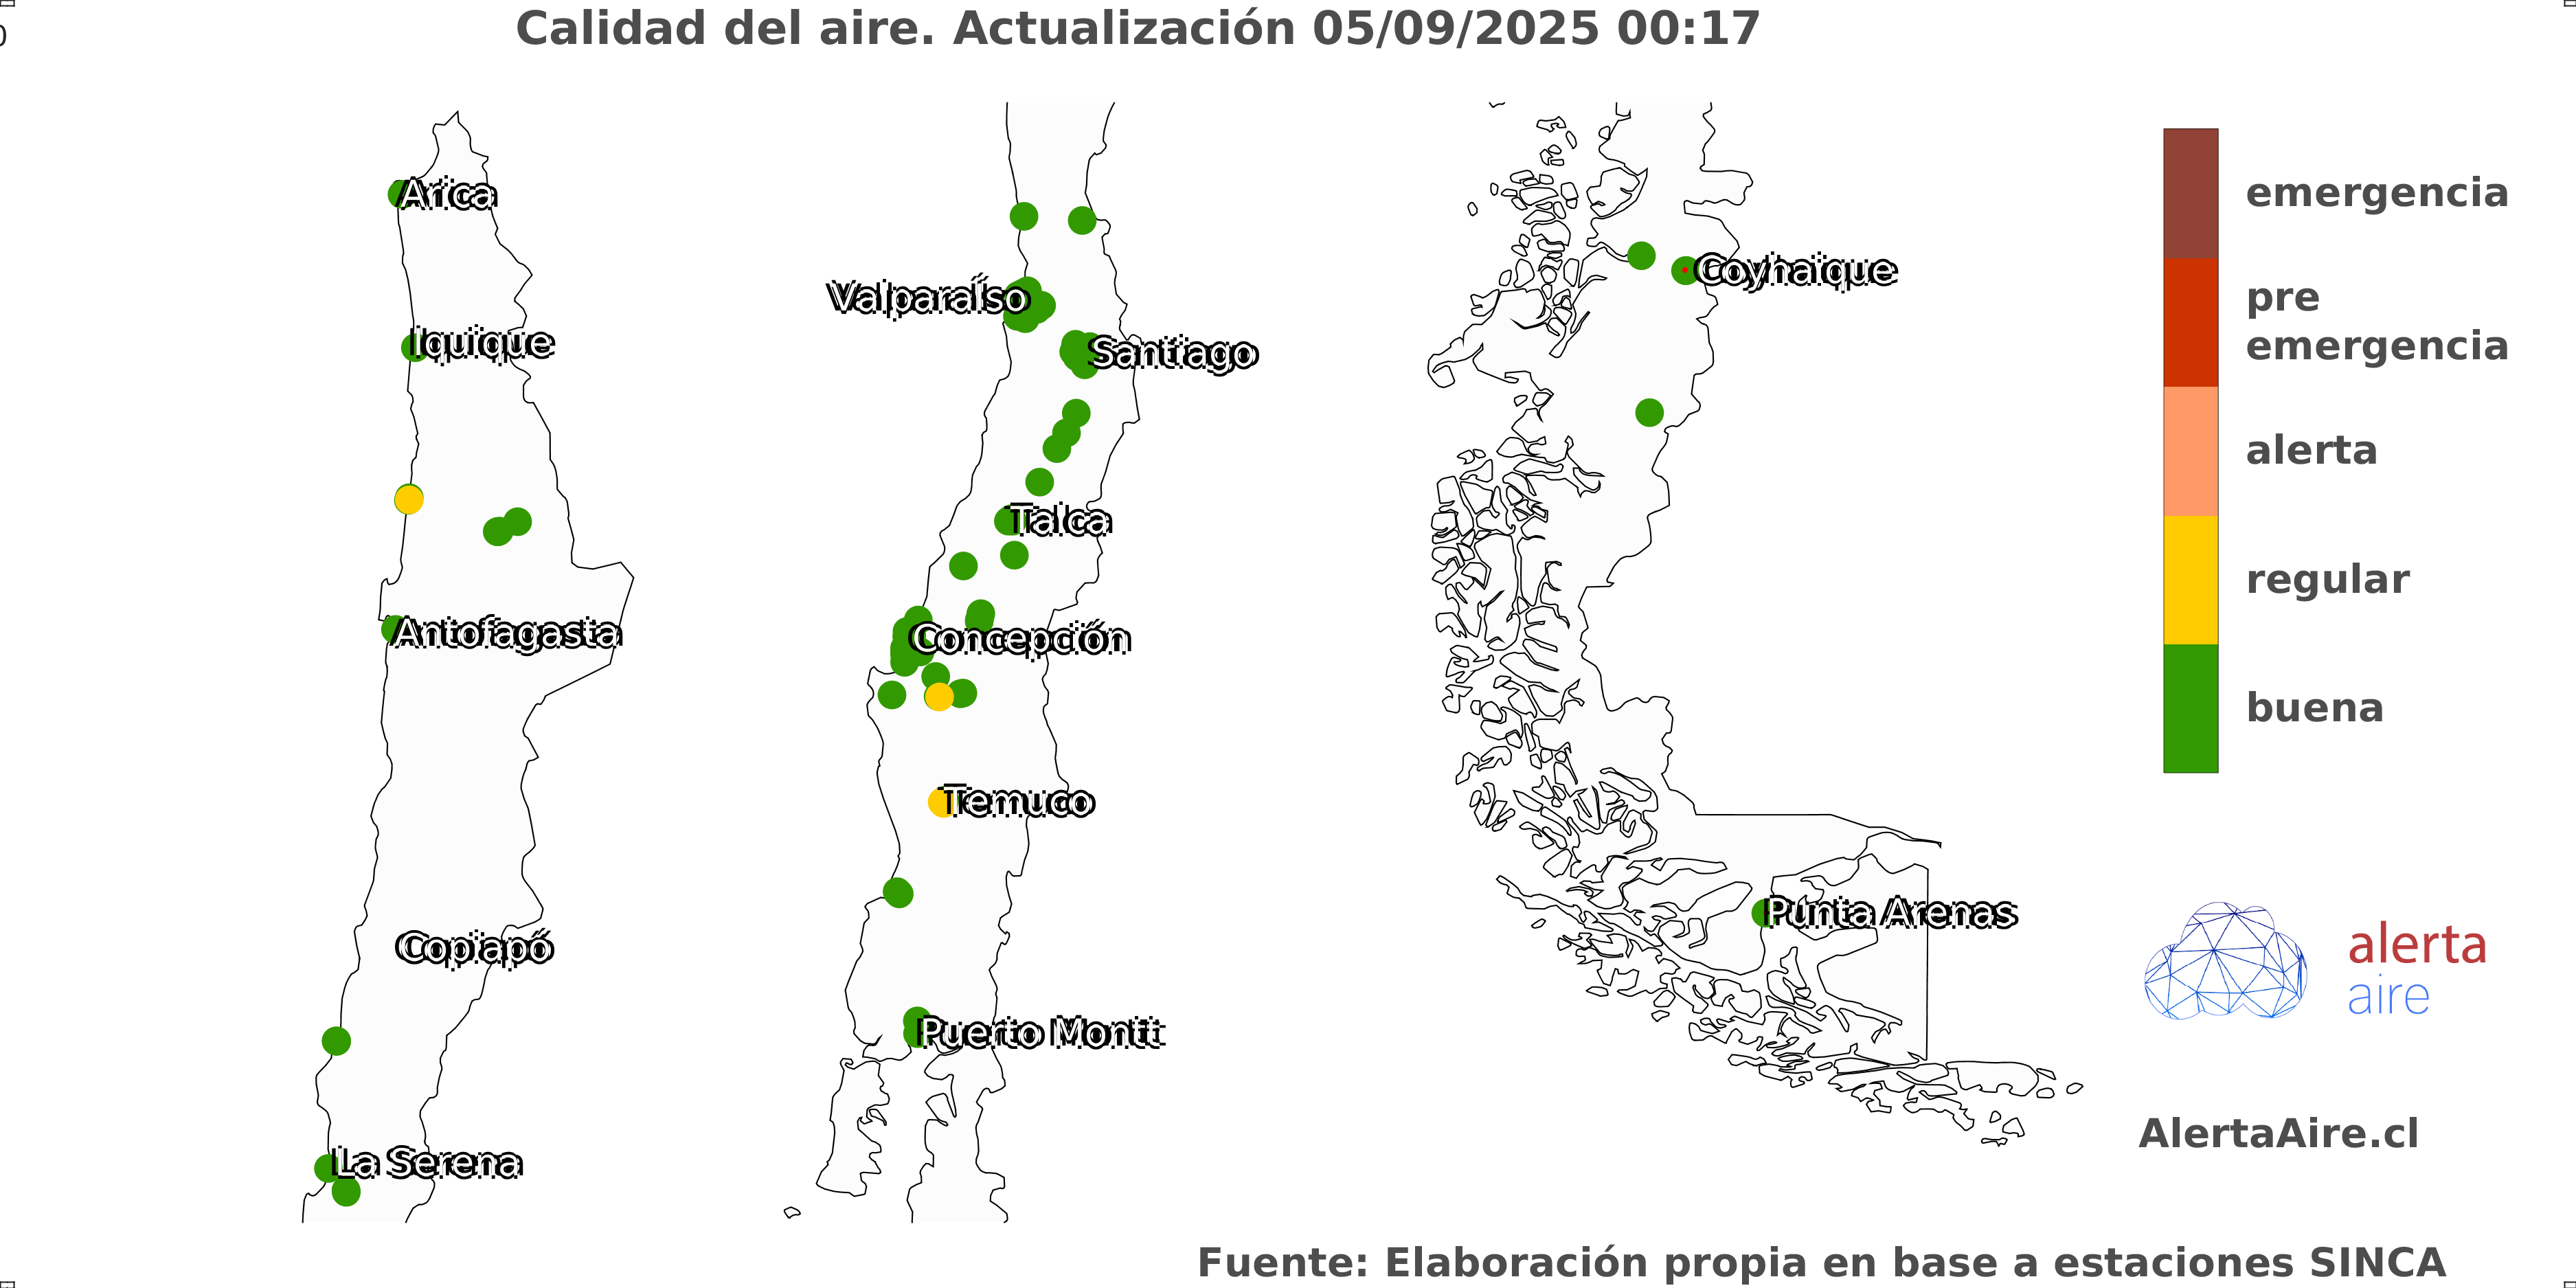 Calidad del aire. Actualización 05/09/2025 00:17
0
Arica
Iquique
Antofagasta
Copiapó
La Serena
Valparaíso
Santiago
Talca
Concepción
Temuco
Puerto Montt
Coyhaique
Punta Arenas
emergencia
pre
emergencia
alerta
regular
buena
alerta
aire
AlertaAire.cl
Fuente: Elaboración propia en base a estaciones SINCA